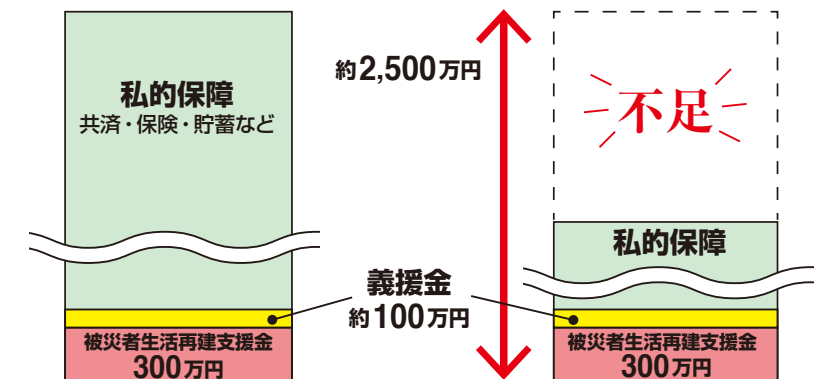 私的保障
共済・保険・貯蓄など
約2,500万円
不足
私的保障
義援金
約100万円
被災者生活再建支援金
300万円
被災者生活再建支援金
300万円